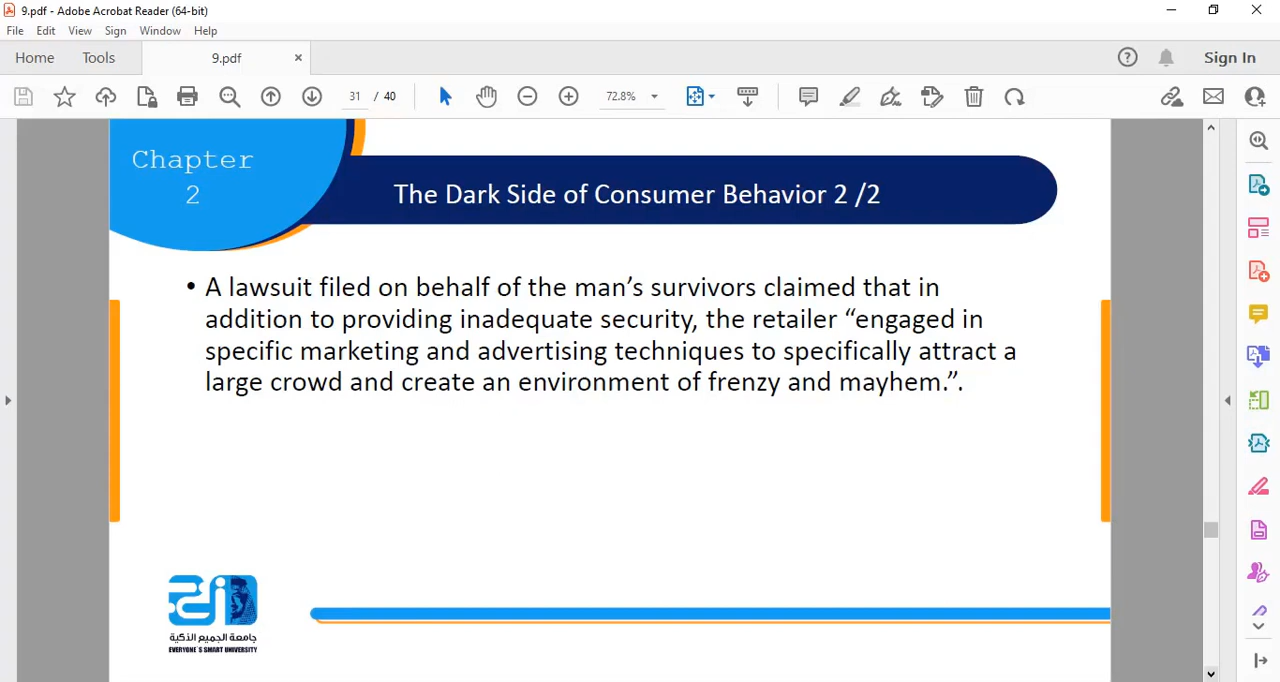 9.pdf - Adobe Acrobat Reader (64-bit)
File Edit View Sign Window Help
Home Tools 9.pdf × Sign In
31 / 40 72.8%
Chapter
2
The Dark Side of Consumer Behavior 2 /2
• A lawsuit filed on behalf of the man’s survivors claimed that in
addition to providing inadequate security, the retailer “engaged in
specific marketing and advertising techniques to specifically attract a
large crowd and create an environment of frenzy and mayhem.”.
جامعة الجميع الذكية
EVERYONE`S SMART UNIVERSITY